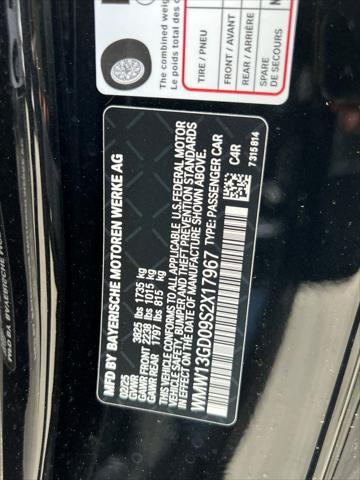 The combined weight
Le poids total des
TIRE / PNEU
FRONT / AVANT
REAR / ARRIÈRE
SPARE
DE SECOURS
MFD BY BAYERISCHE MOTOREN WERKE AG
02/25
GVWR 3825 lbs 1735 kg
GAWR FRONT 2238 lbs 1015 kg
GAWR REAR 1797 lbs 815 kg
THIS VEHICLE CONFORMS TO ALL APPLICABLE U.S.FEDERAL MOTOR
VEHICLE SAFETY, BUMPER, AND THEFT PREVENTION STANDARDS
IN EFFECT ON THE DATE OF MANUFACTURE SHOWN ABOVE.
WMW13GD09S2X17967 TYPE: PASSENGER CAR
C4R
7315814